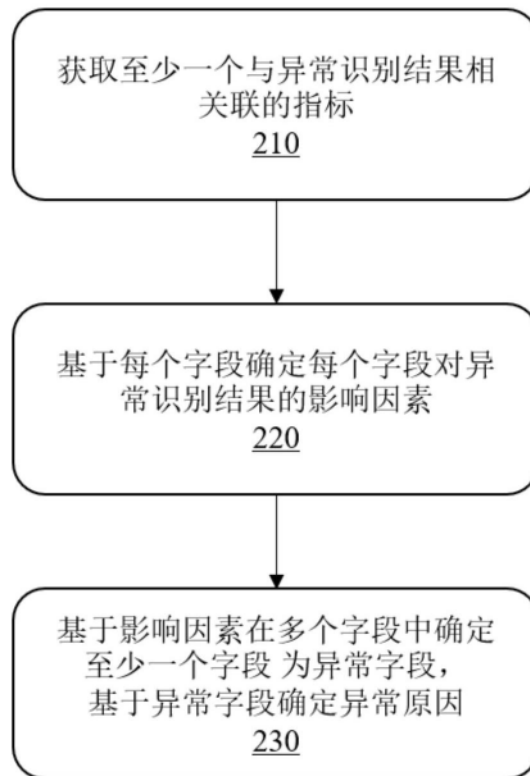 获取至少一个与异常识别结果相
关联的指标
210
基于每个字段确定每个字段对异
常识别结果的影响因素
220
基于影响因素在多个字段中确定
至少一个字段 为异常字段，
基于异常字段确定异常原因
230